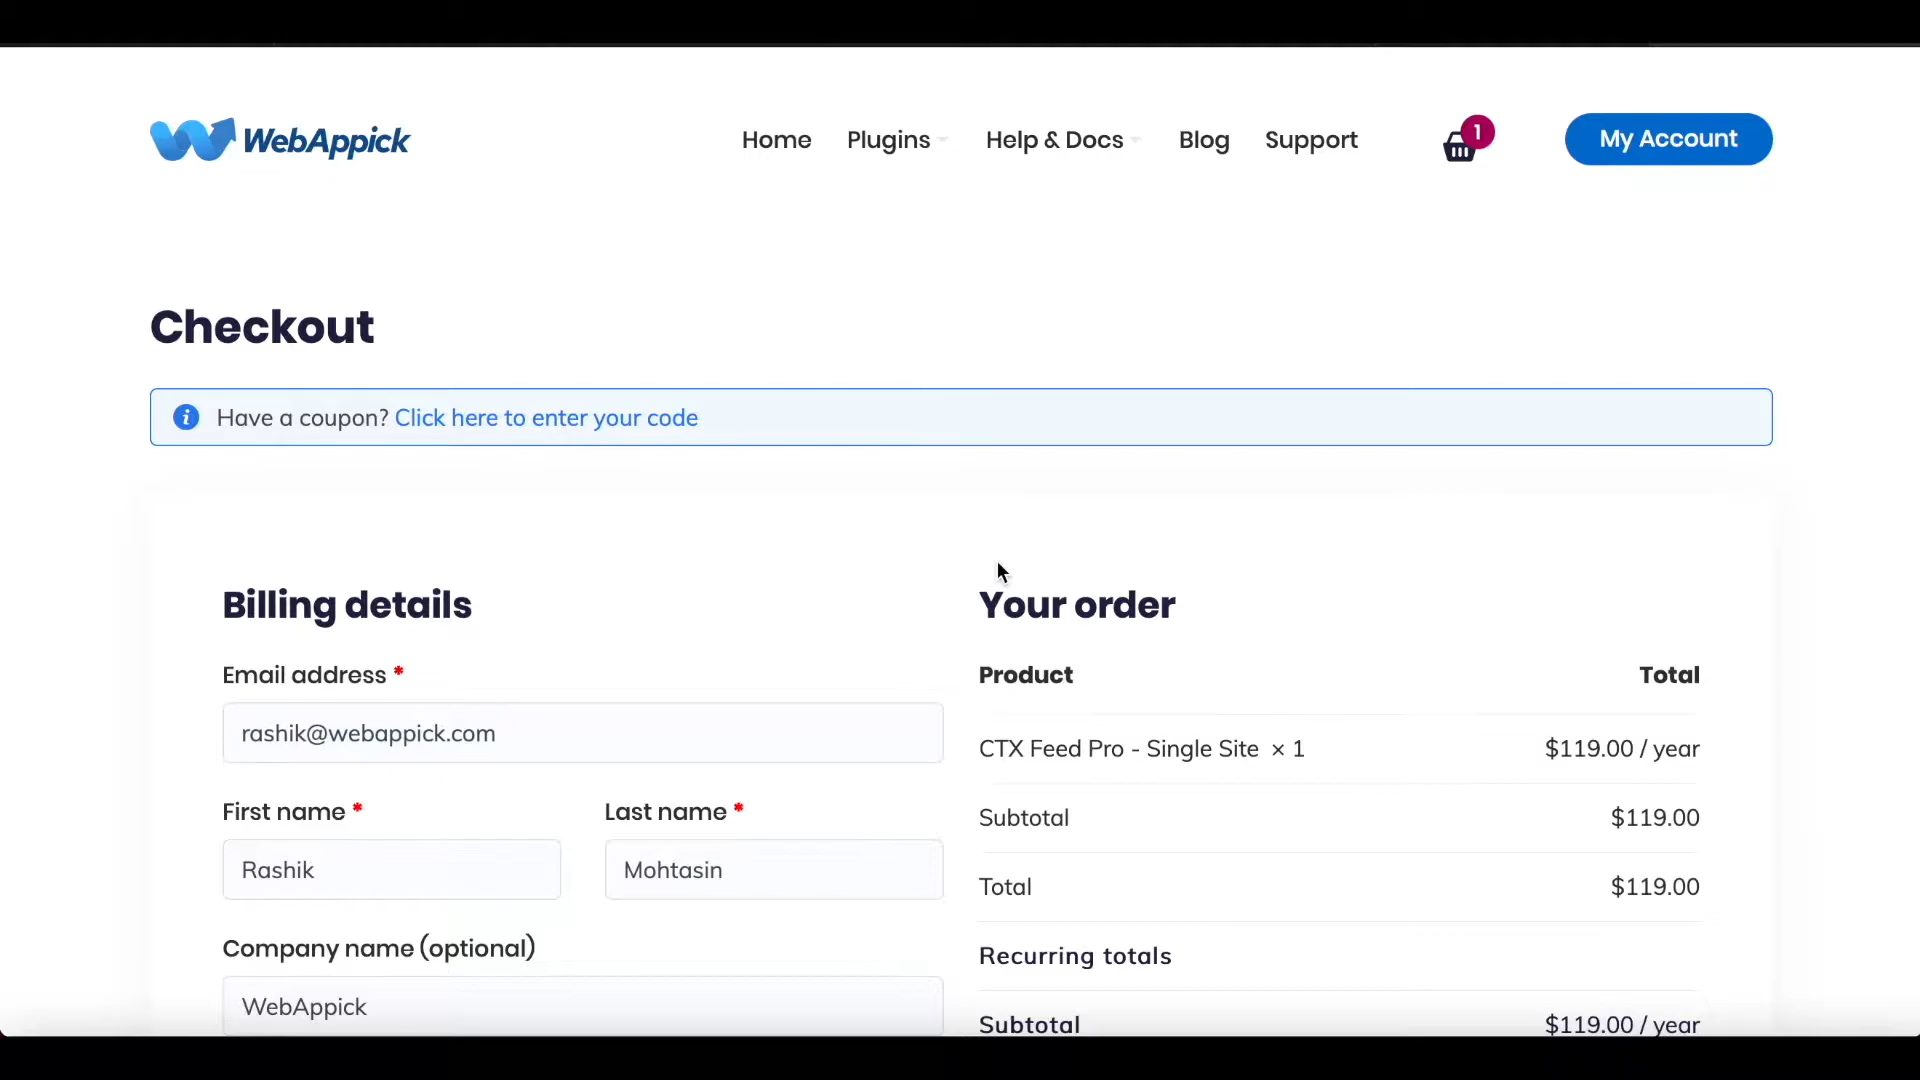 WebAppick
Home Plugins Help & Docs Blog Support 1 My Account
Checkout
Have a coupon? Click here to enter your code
Billing details
Email address *
rashik@webappick.com
First name * Last name *
Rashik Mohtasin
Company name (optional)
WebAppick
Your order
Product Total
CTX Feed Pro - Single Site × 1 $119.00 / year
Subtotal $119.00
Total $119.00
Recurring totals
Subtotal $119.00 / year